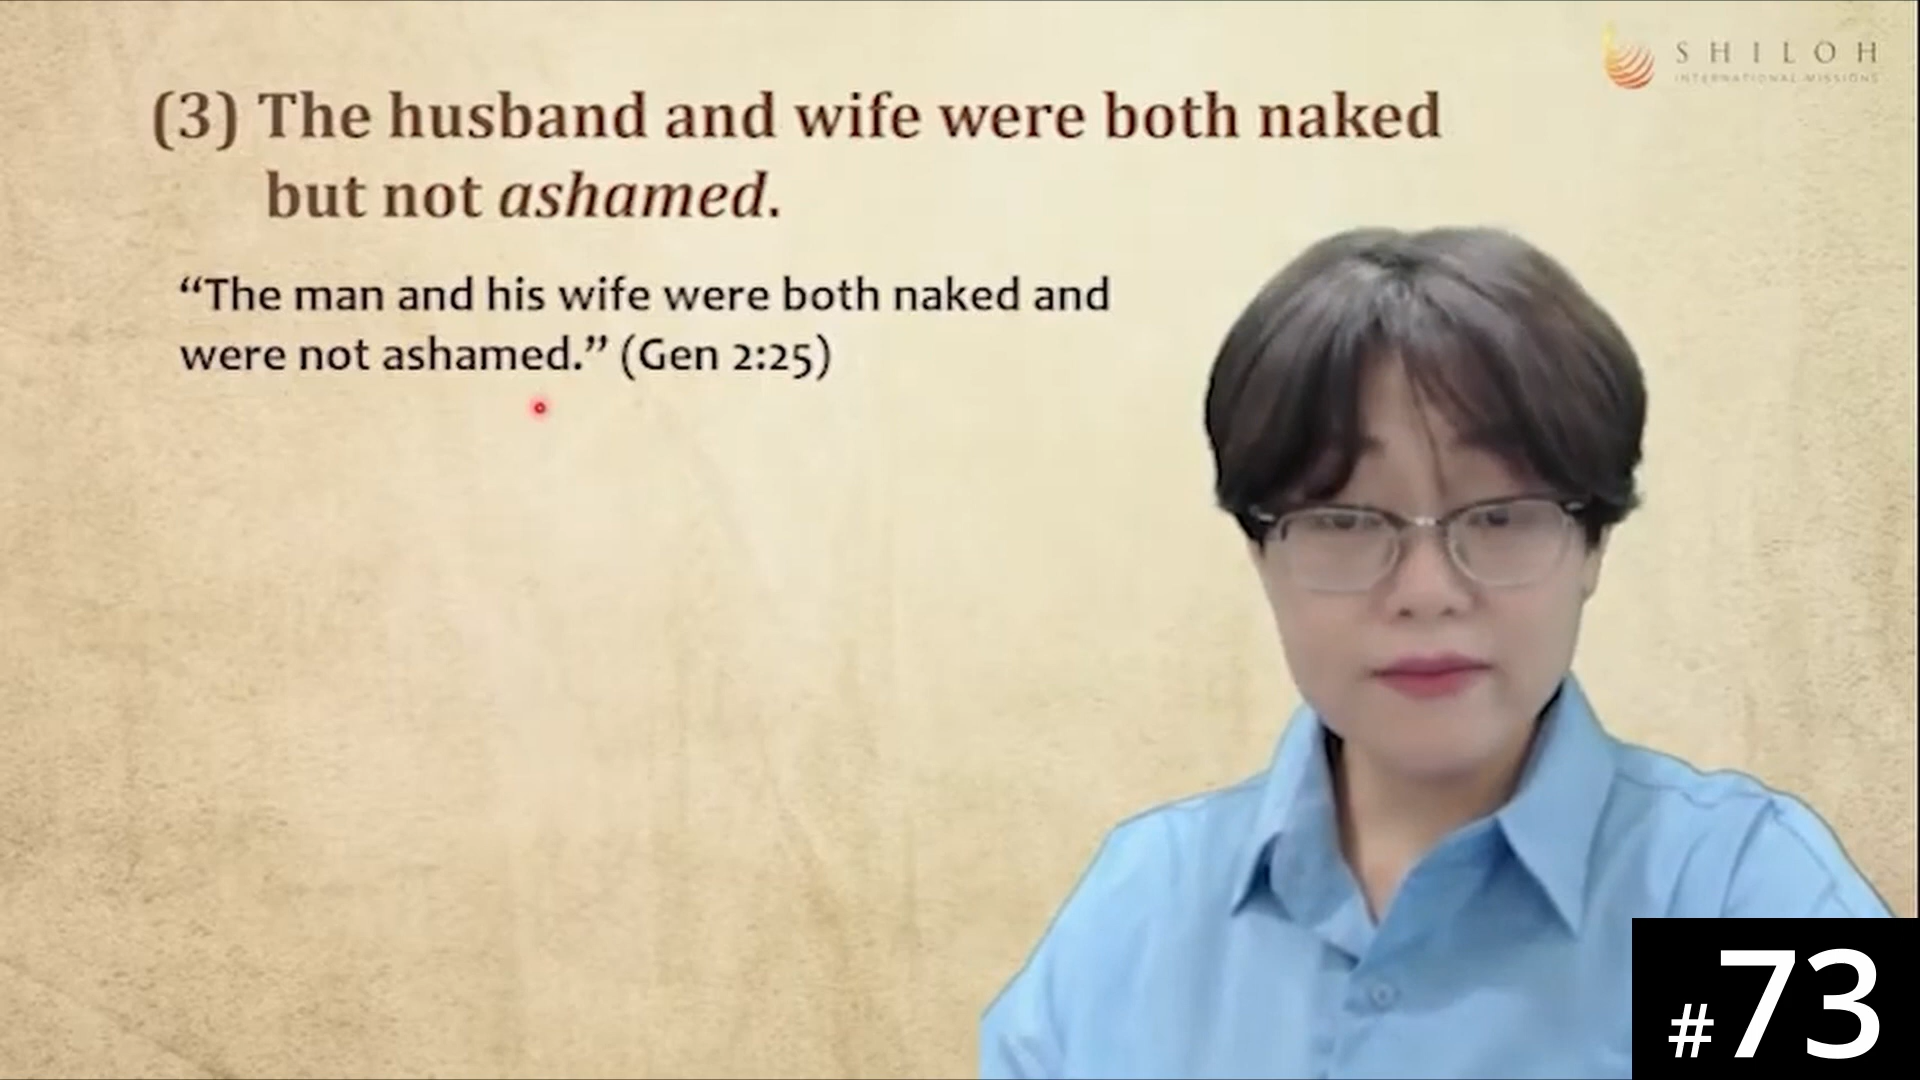 SHILOH
INTERNATIONAL MISSIONS
(3) The husband and wife were both naked
but not ashamed.
“The man and his wife were both naked and
were not ashamed.” (Gen 2:25)
#73